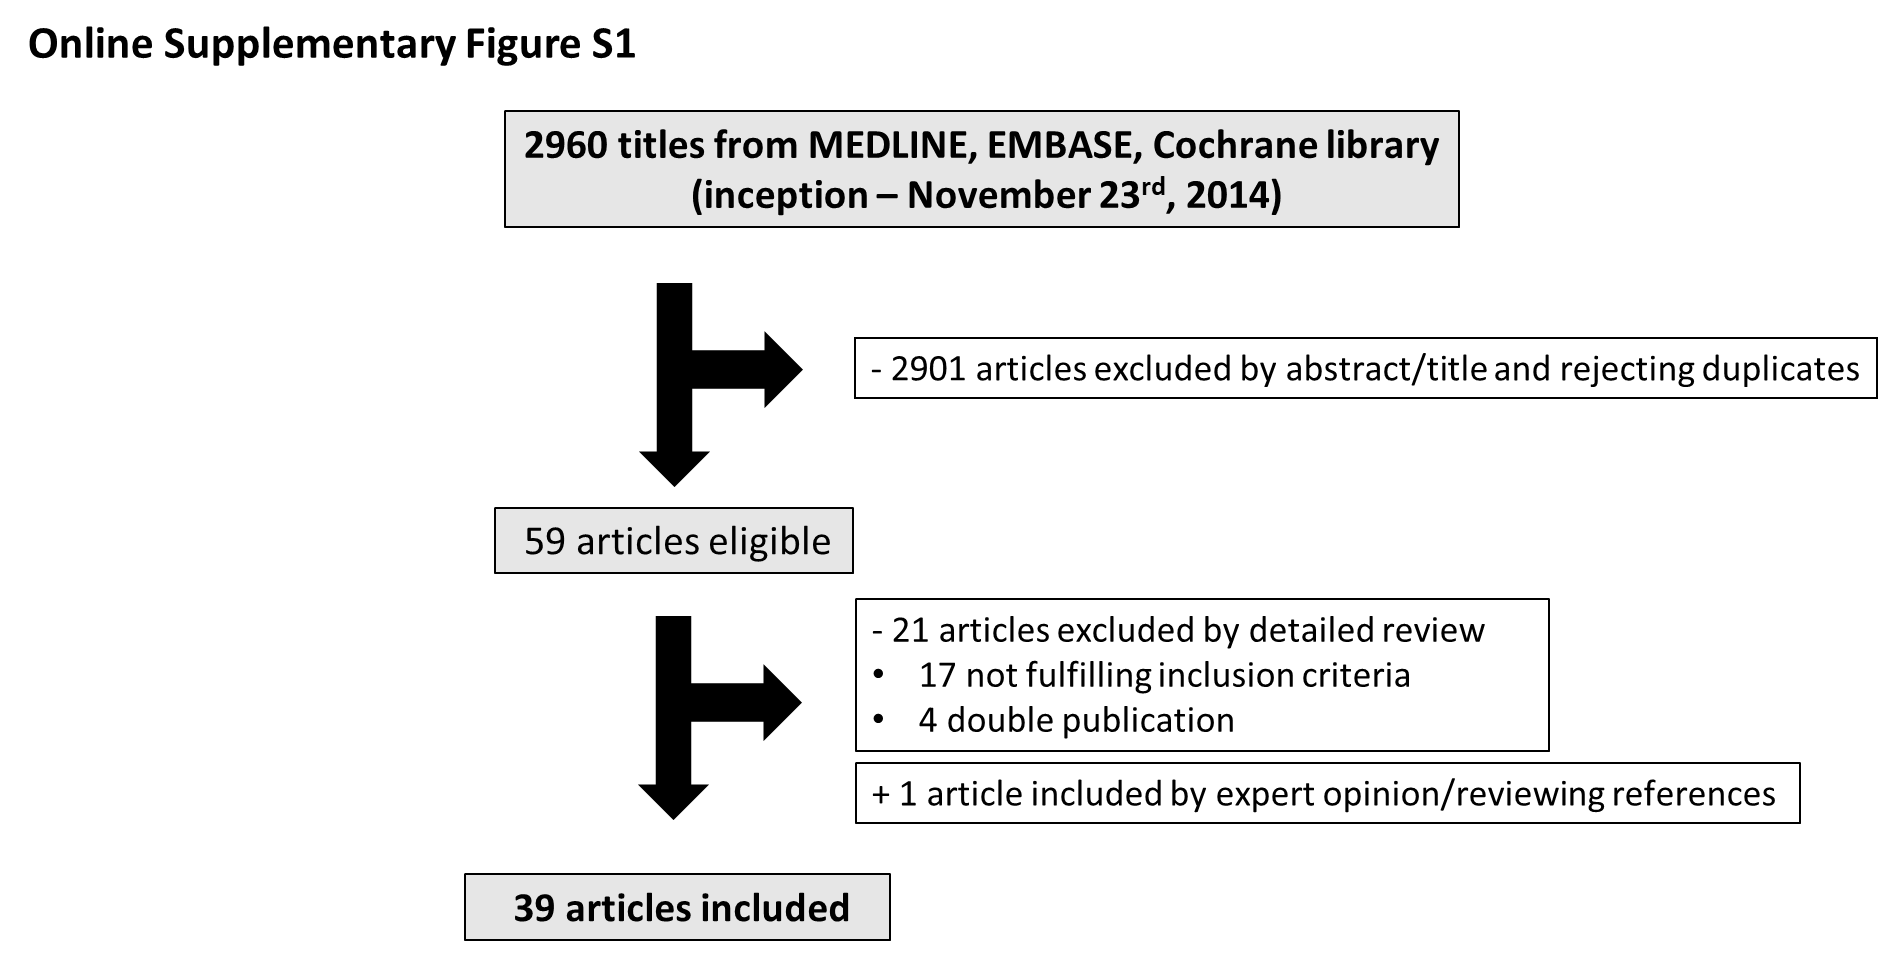 Online Supplementary Figure S1
2960 titles from MEDLINE, EMBASE, Cochrane library
(inception – November 23rd, 2014)
- 2901 articles excluded by abstract/title and rejecting duplicates
59 articles eligible
- 21 articles excluded by detailed review
• 17 not fulfilling inclusion criteria
• 4 double publication
+ 1 article included by expert opinion/reviewing references
39 articles included